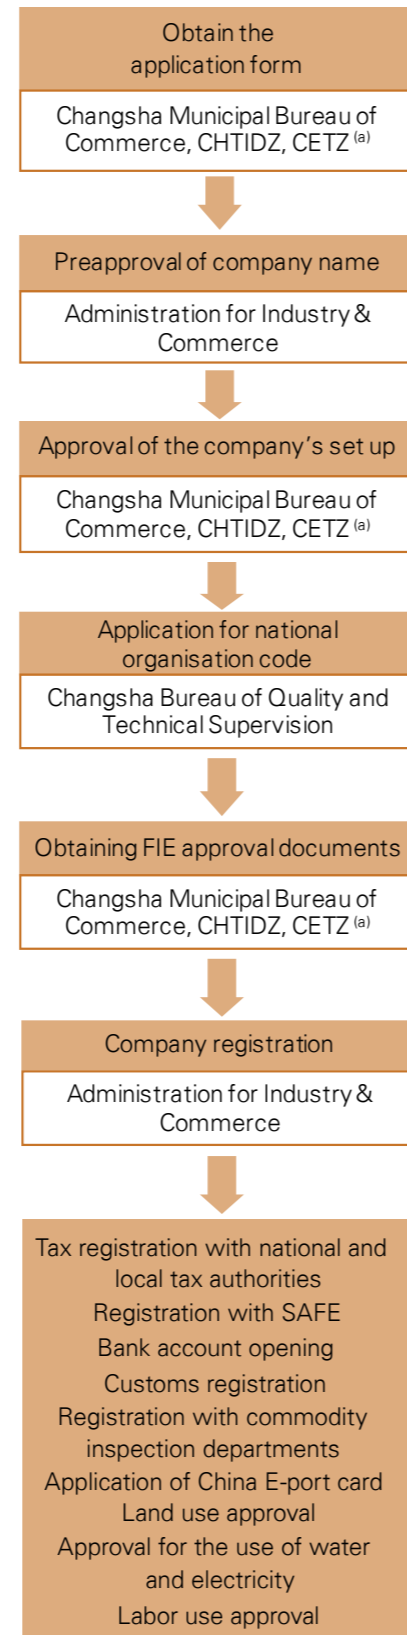 Obtain the
application form
Changsha Municipal Bureau of
Commerce, CHTIDZ, CETZ (a)
Preapproval of company name
Administration for Industry &
Commerce
Approval of the company's set up
Changsha Municipal Bureau of
Commerce, CHTIDZ, CETZ (a)
Application for national
organisation code
Changsha Bureau of Quality and
Technical Supervision
Obtaining FIE approval documents
Changsha Municipal Bureau of
Commerce, CHTIDZ, CETZ (a)
Company registration
Administration for Industry &
Commerce
Tax registration with national and
local tax authorities
Registration with SAFE
Bank account opening
Customs registration
Registration with commodity
inspection departments
Application of China E-port card
Land use approval
Approval for the use of water
and electricity
Labor use approval